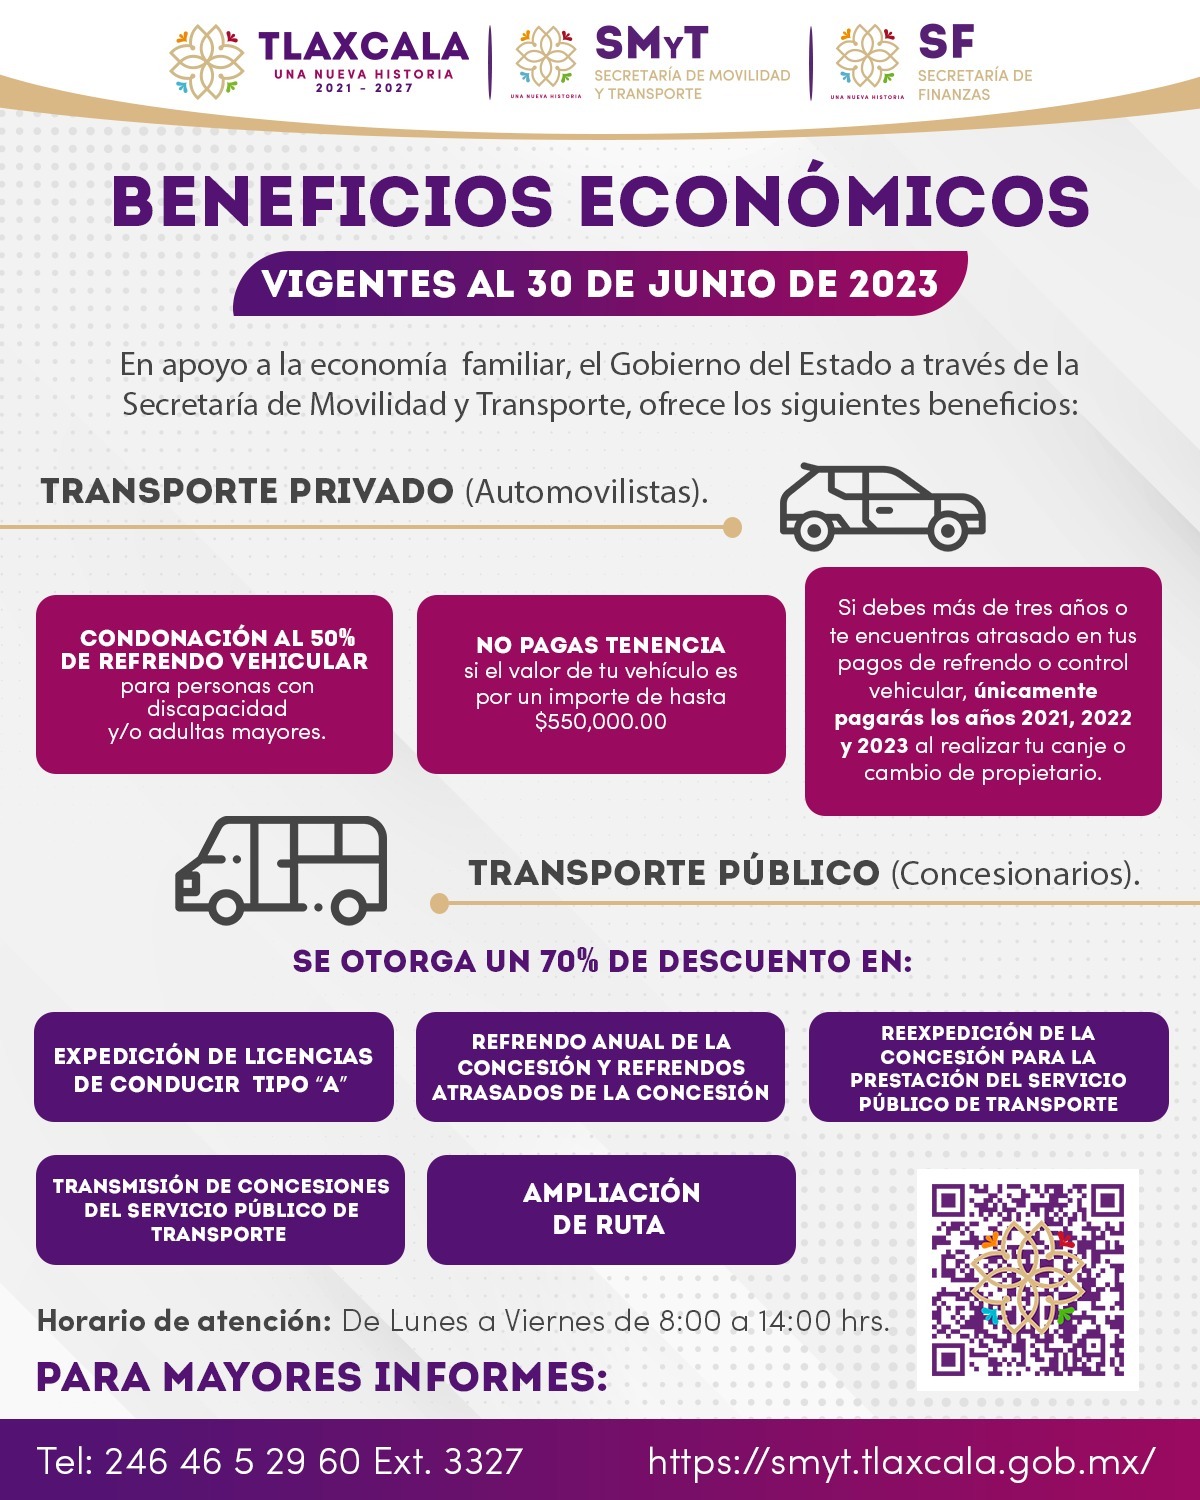 TLAXCALA
UNA NUEVA HISTORIA
2021 - 2027
UNA NUEVA HISTORIA
SMYT
SECRETARÍA DE MOVILIDAD
Y TRANSPORTE
UNA NUEVA HISTORIA
SF
SECRETARÍA DE
FINANZAS
BENEFICIOS ECONÓMICOS
VIGENTES AL 30 DE JUNIO DE 2023
En apoyo a la economía familiar, el Gobierno del Estado a través de la
Secretaría de Movilidad y Transporte, ofrece los siguientes beneficios:
TRANSPORTE PRIVADO (Automovilistas).
CONDONACIÓN AL 50%
DE REFRENDO VEHICULAR
para personas con
discapacidad
y/o adultas mayores.
NO PAGAS TENENCIA
si el valor de tu vehículo es
por un importe de hasta
$550,000.00
Si debes más de tres años o
te encuentras atrasado en tus
pagos de refrendo o control
vehicular, únicamente
pagarás los años 2021, 2022
y 2023 al realizar tu canje o
cambio de propietario.
TRANSPORTE PÚBLICO (Concesionarios).
SE OTORGA UN 70% DE DESCUENTO EN:
EXPEDICIÓN DE LICENCIAS
DE CONDUCIR TIPO “A”
REFRENDO ANUAL DE LA
CONCESIÓN Y REFRENDOS
ATRASADOS DE LA CONCESIÓN
REEXPEDICIÓN DE LA
CONCESIÓN PARA LA
PRESTACIÓN DEL SERVICIO
PÚBLICO DE TRANSPORTE
TRANSMISIÓN DE CONCESIONES
DEL SERVICIO PÚBLICO DE
TRANSPORTE
AMPLIACIÓN
DE RUTA
Horario de atención: De Lunes a Viernes de 8:00 a 14:00 hrs.
PARA MAYORES INFORMES:
Tel: 246 46 5 29 60 Ext. 3327
https://smyt.tlaxcala.gob.mx/